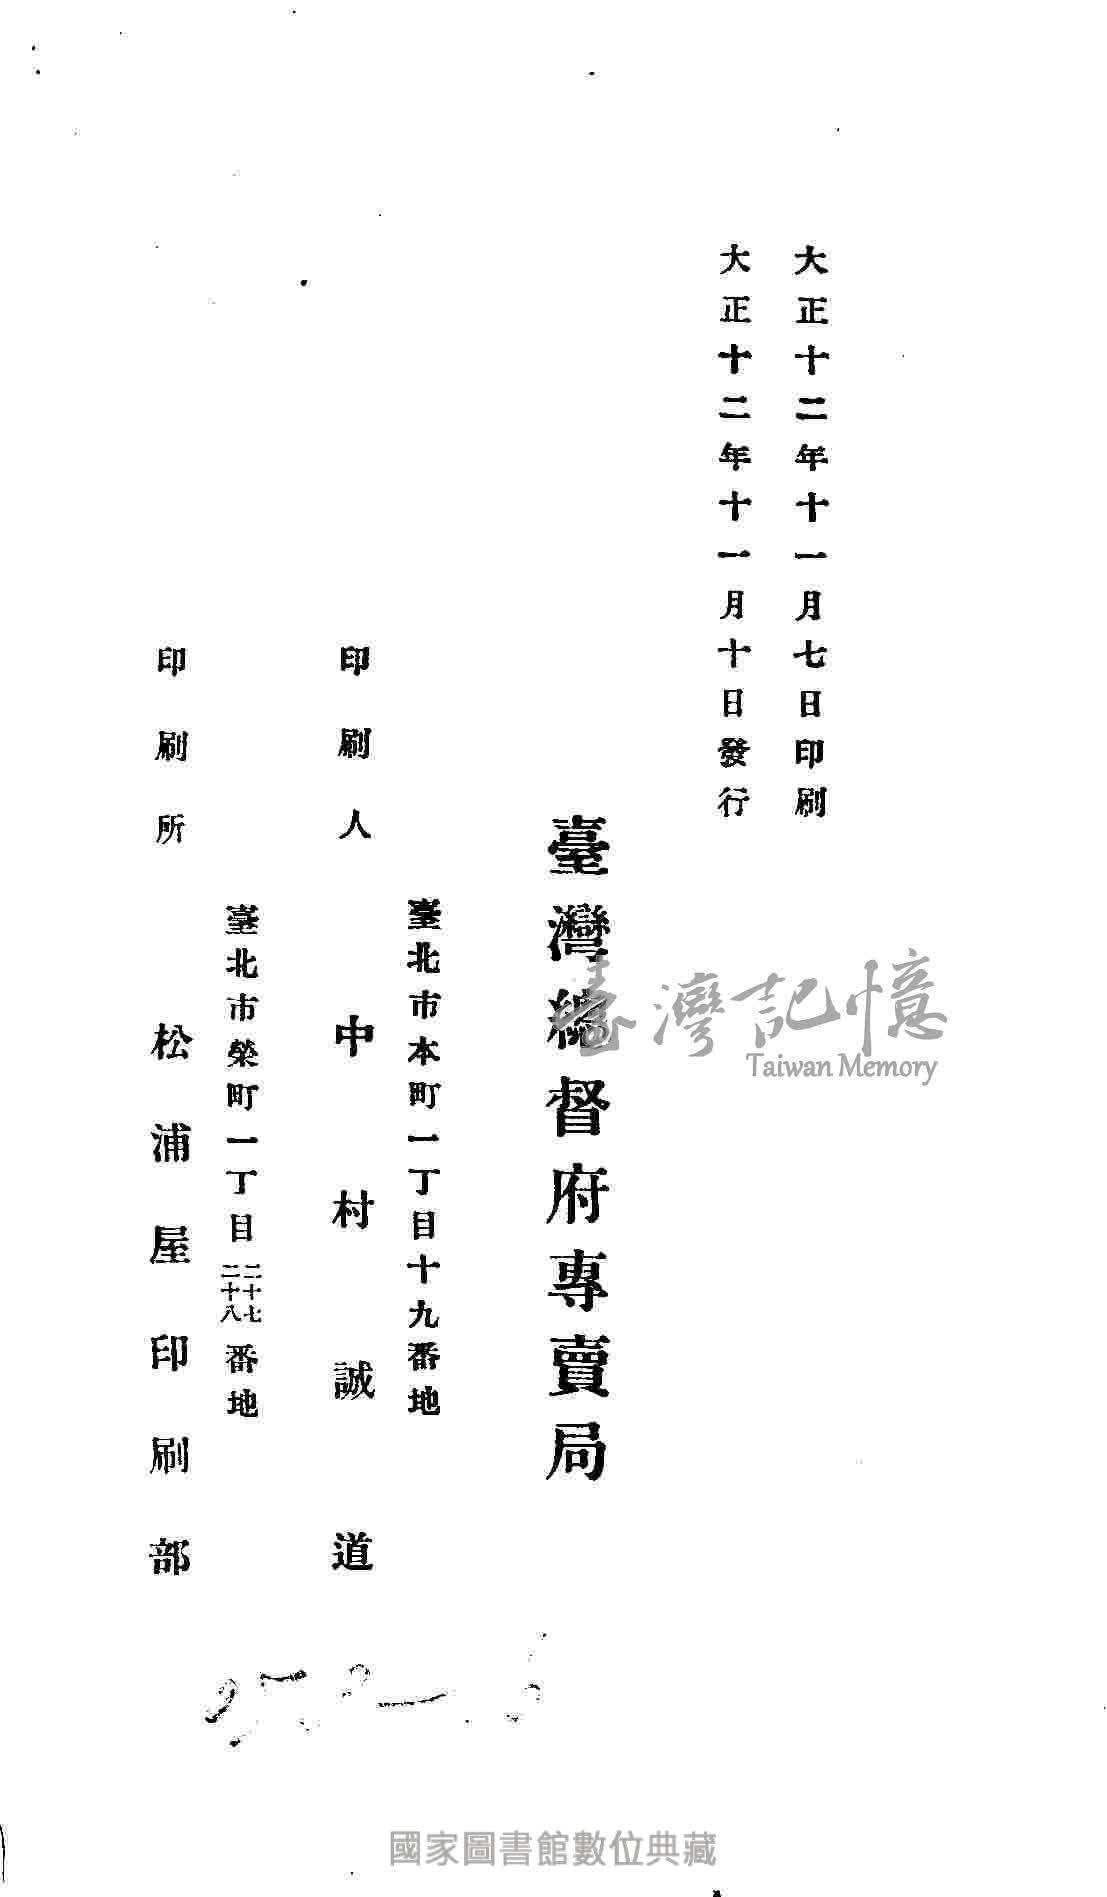 大正十二年十一月七日印刷
大正十二年十一月十日發行
臺灣總督府專賣局
臺北市本町一丁目十九番地
印刷人 中村誠道
臺北市榮町一丁目二十七二十八番地
印刷所 松浦屋印刷部
臺灣記憶
Taiwan Memory
國家圖書館數位典藏